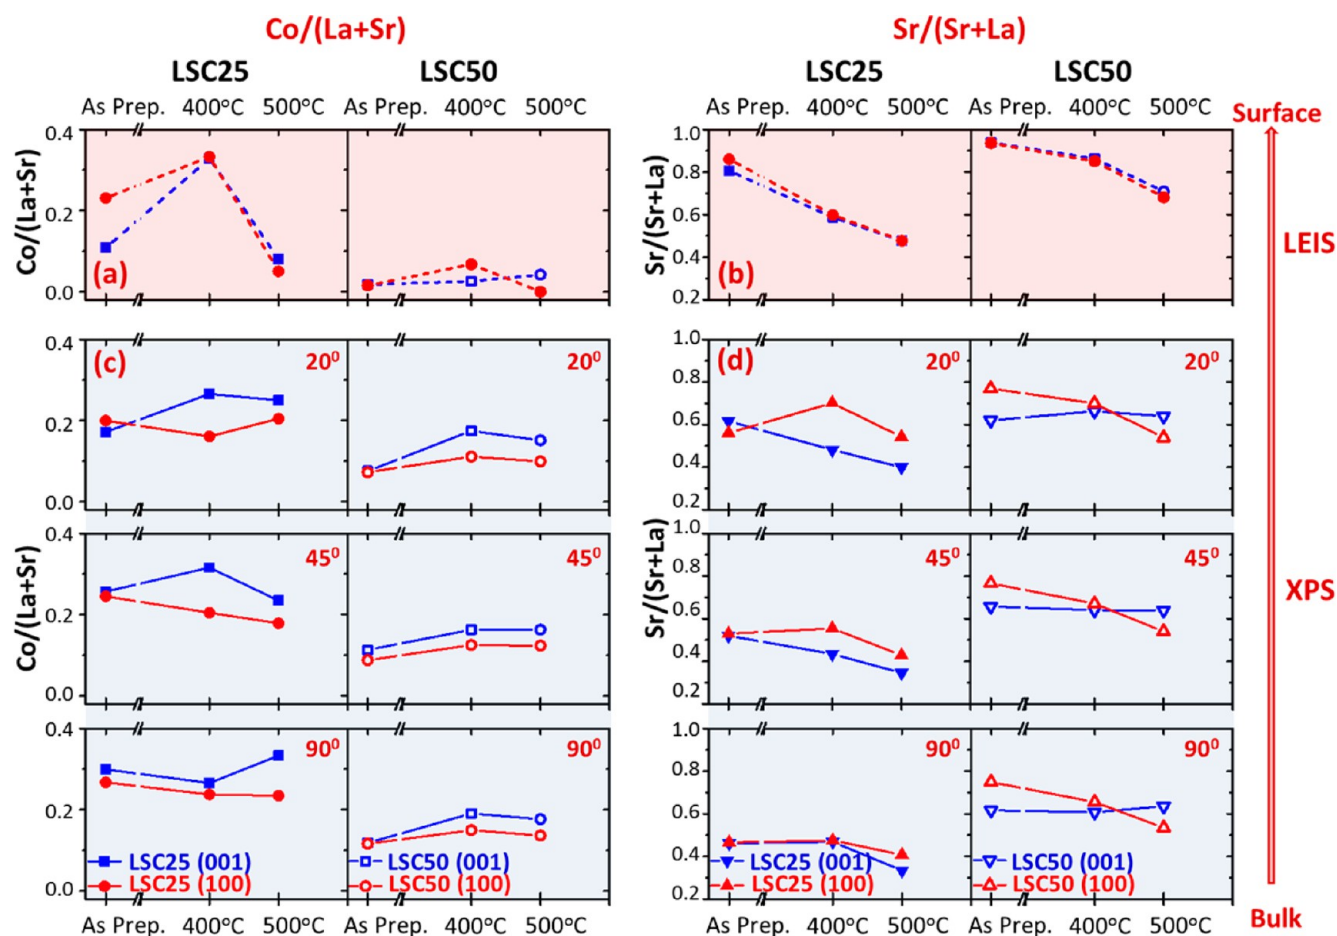 Co/(La+Sr) Sr/(Sr+La)
LSC25 LSC50 LSC25 LSC50
As Prep. 400°C 500°C As Prep. 400°C 500°C As Prep. 400°C 500°C As Prep. 400°C 500°C
Surface
0.4 1.0
Co/(La+Sr) Sr/(Sr+La)
0.8
0.2 0.6
LEIS
0.4
(a) (b)
0.0 0.2
0.4 1.0
(c) 20⁰ 20⁰ (d) 20⁰ 20⁰
0.8
0.2 0.6
0.4
0.0 0.2
0.4 1.0
Co/(La+Sr) 45⁰ 45⁰ Sr/(Sr+La) 45⁰ 45⁰
0.8
XPS
0.2 0.6
0.4
0.0 0.2
0.4 1.0
90⁰ 90⁰ 90⁰ 90⁰
0.8
0.2 0.6
0.4
LSC25 (001) LSC50 (001) LSC25 (001) LSC50 (001)
LSC25 (100) LSC50 (100) LSC25 (100) LSC50 (100)
0.0 0.2
As Prep. 400°C 500°C As Prep. 400°C 500°C As Prep. 400°C 500°C As Prep. 400°C 500°C
Bulk